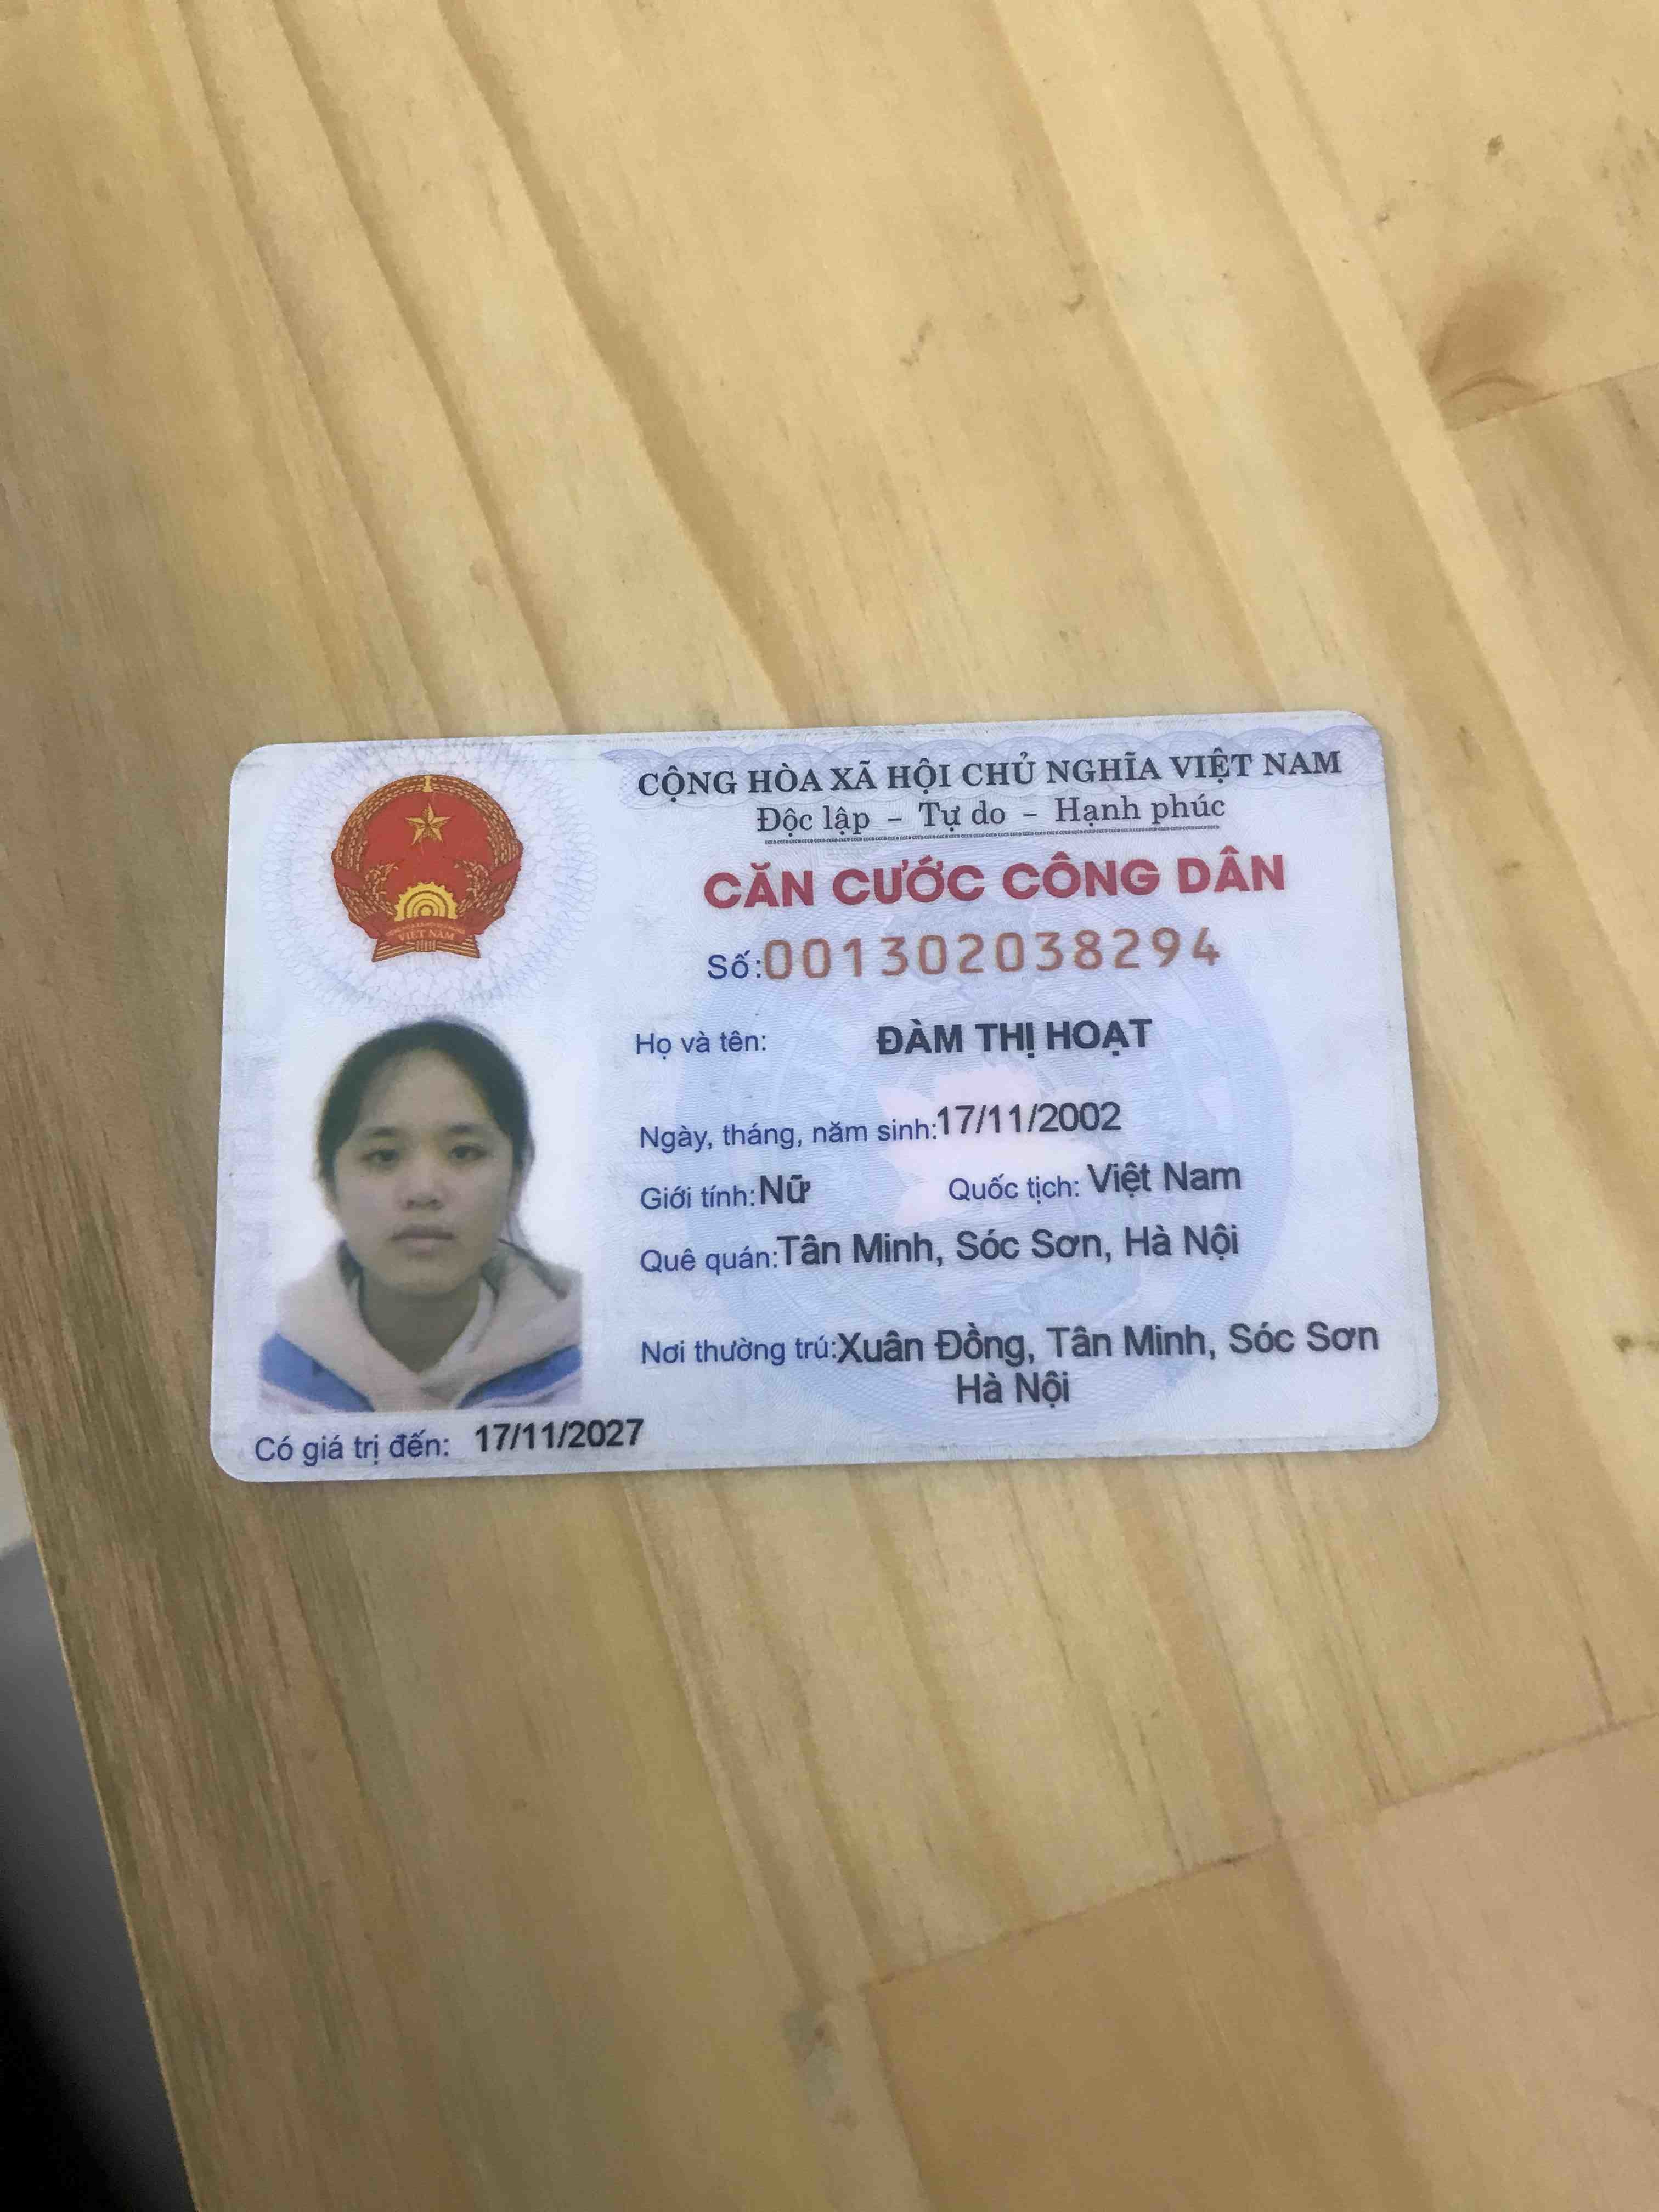 CỘNG HÒA XÃ HỘI CHỦ NGHĨA VIỆT NAM
Độc lập – Tự do – Hạnh phúc
CĂN CƯỚC CÔNG DÂN
Số:001302038294
Họ và tên: ĐÀM THỊ HOẠT
Ngày, tháng, năm sinh:17/11/2002
Giới tính:Nữ Quốc tịch: Việt Nam
Quê quán:Tân Minh, Sóc Sơn, Hà Nội
Nơi thường trú:Xuân Đồng, Tân Minh, Sóc Sơn
Hà Nội
Có giá trị đến: 17/11/2027
VIỆT NAM